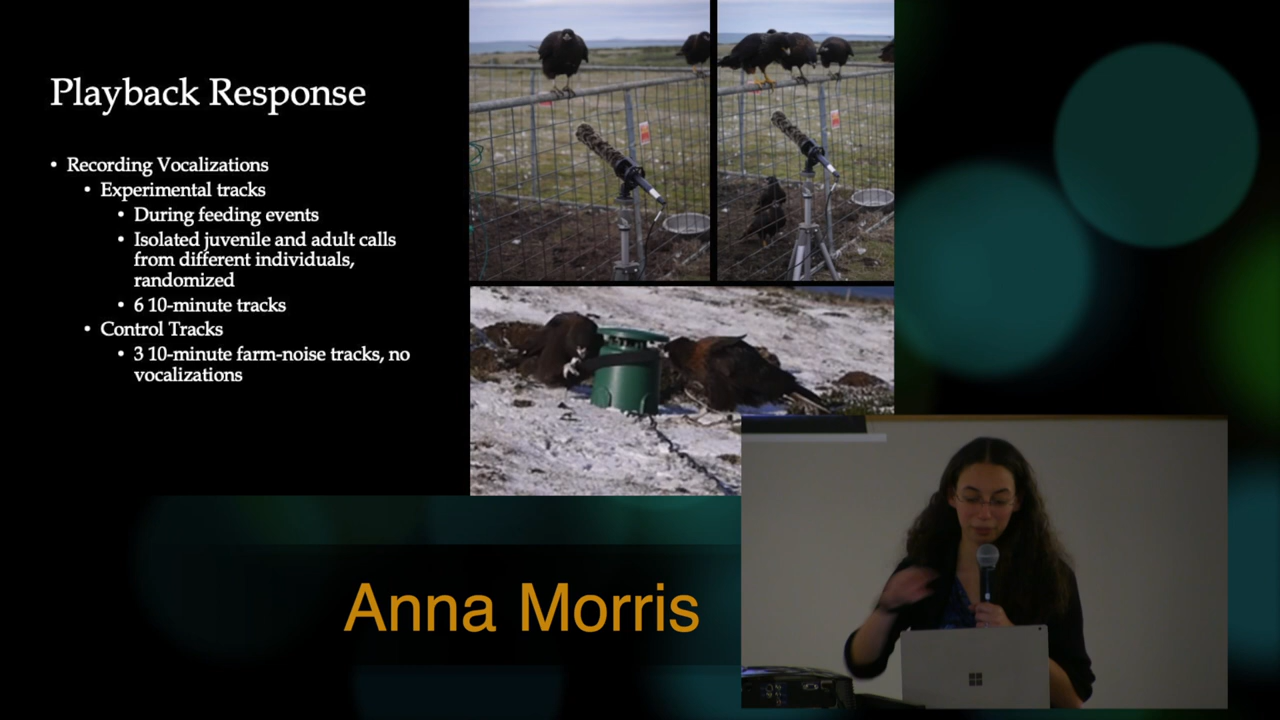 Playback Response
• Recording Vocalizations
• Experimental tracks
• During feeding events
• Isolated juvenile and adult calls
from different individuals,
randomized
• 6 10-minute tracks
• Control Tracks
• 3 10-minute farm-noise tracks, no
vocalizations
Anna Morris